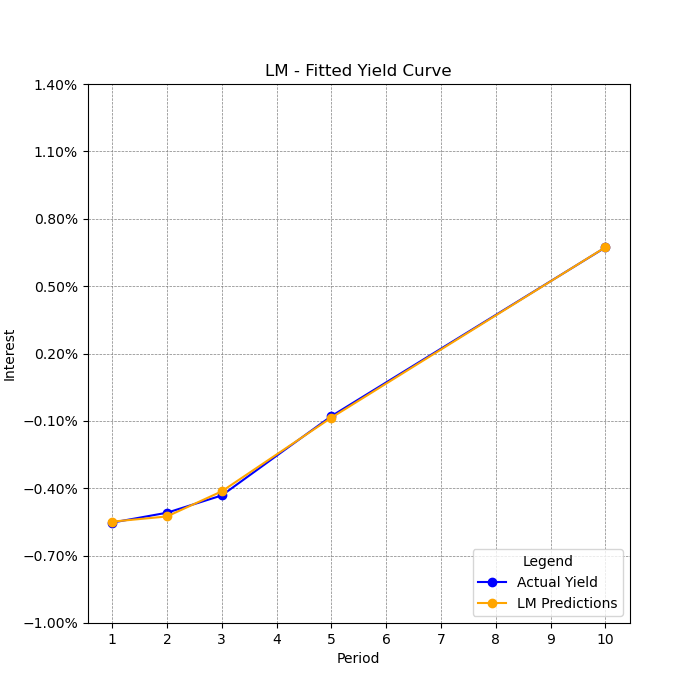 LM - Fitted Yield Curve
1.40%
1.10%
0.80%
0.50%
0.20%
−0.10%
−0.40%
−0.70%
−1.00%
Interest
Legend
Actual Yield
LM Predictions
1 2 3 4 5 6 7 8 9 10
Period